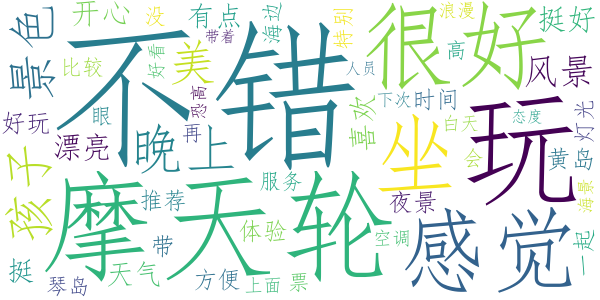 开心
没
有点
海边
特别
浪漫
很好
挺好
景色
不错
带着
好看
比较
美
高
人员
风景
恐高
眼
好玩
漂亮
晚上
再
喜欢
下次
时间
玩
态度
白天
灯光
坐
会
黄岛
孩子
摩天轮
推荐
服务
夜景
海景
感觉
体验
空调
一起
挺
带
天气
琴岛
方便
上面
票